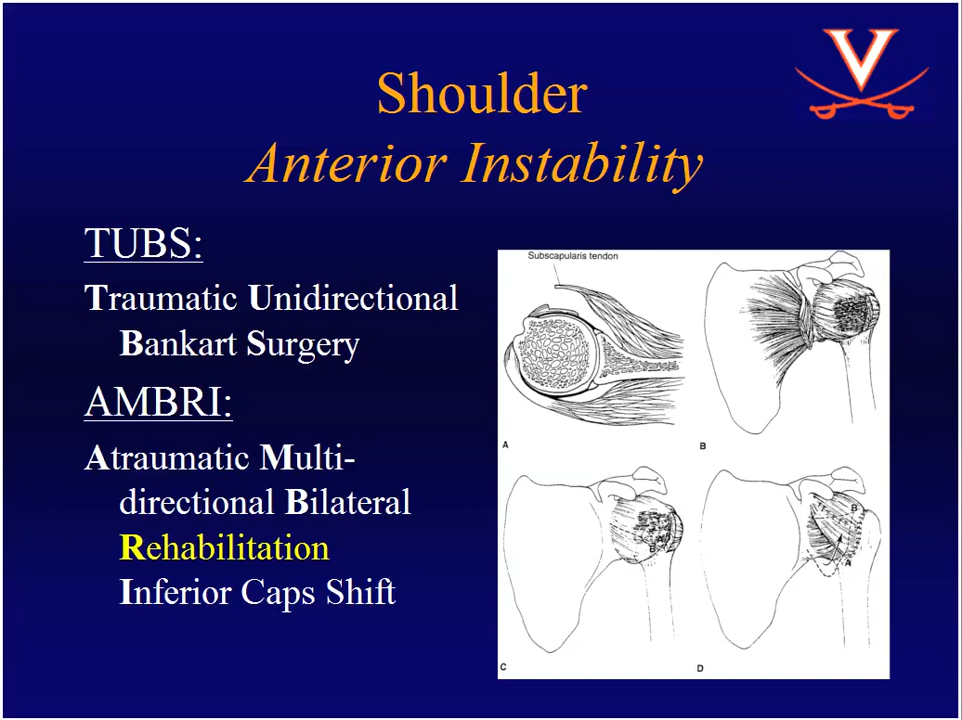 V
Shoulder
Anterior Instability
TUBS:
Traumatic Unidirectional
Bankart Surgery
AMBRI:
Atraumatic Multi-
directional Bilateral
Rehabilitation
Inferior Caps Shift
Subscapularis tendon
A
B
A
B
C
B
A
D